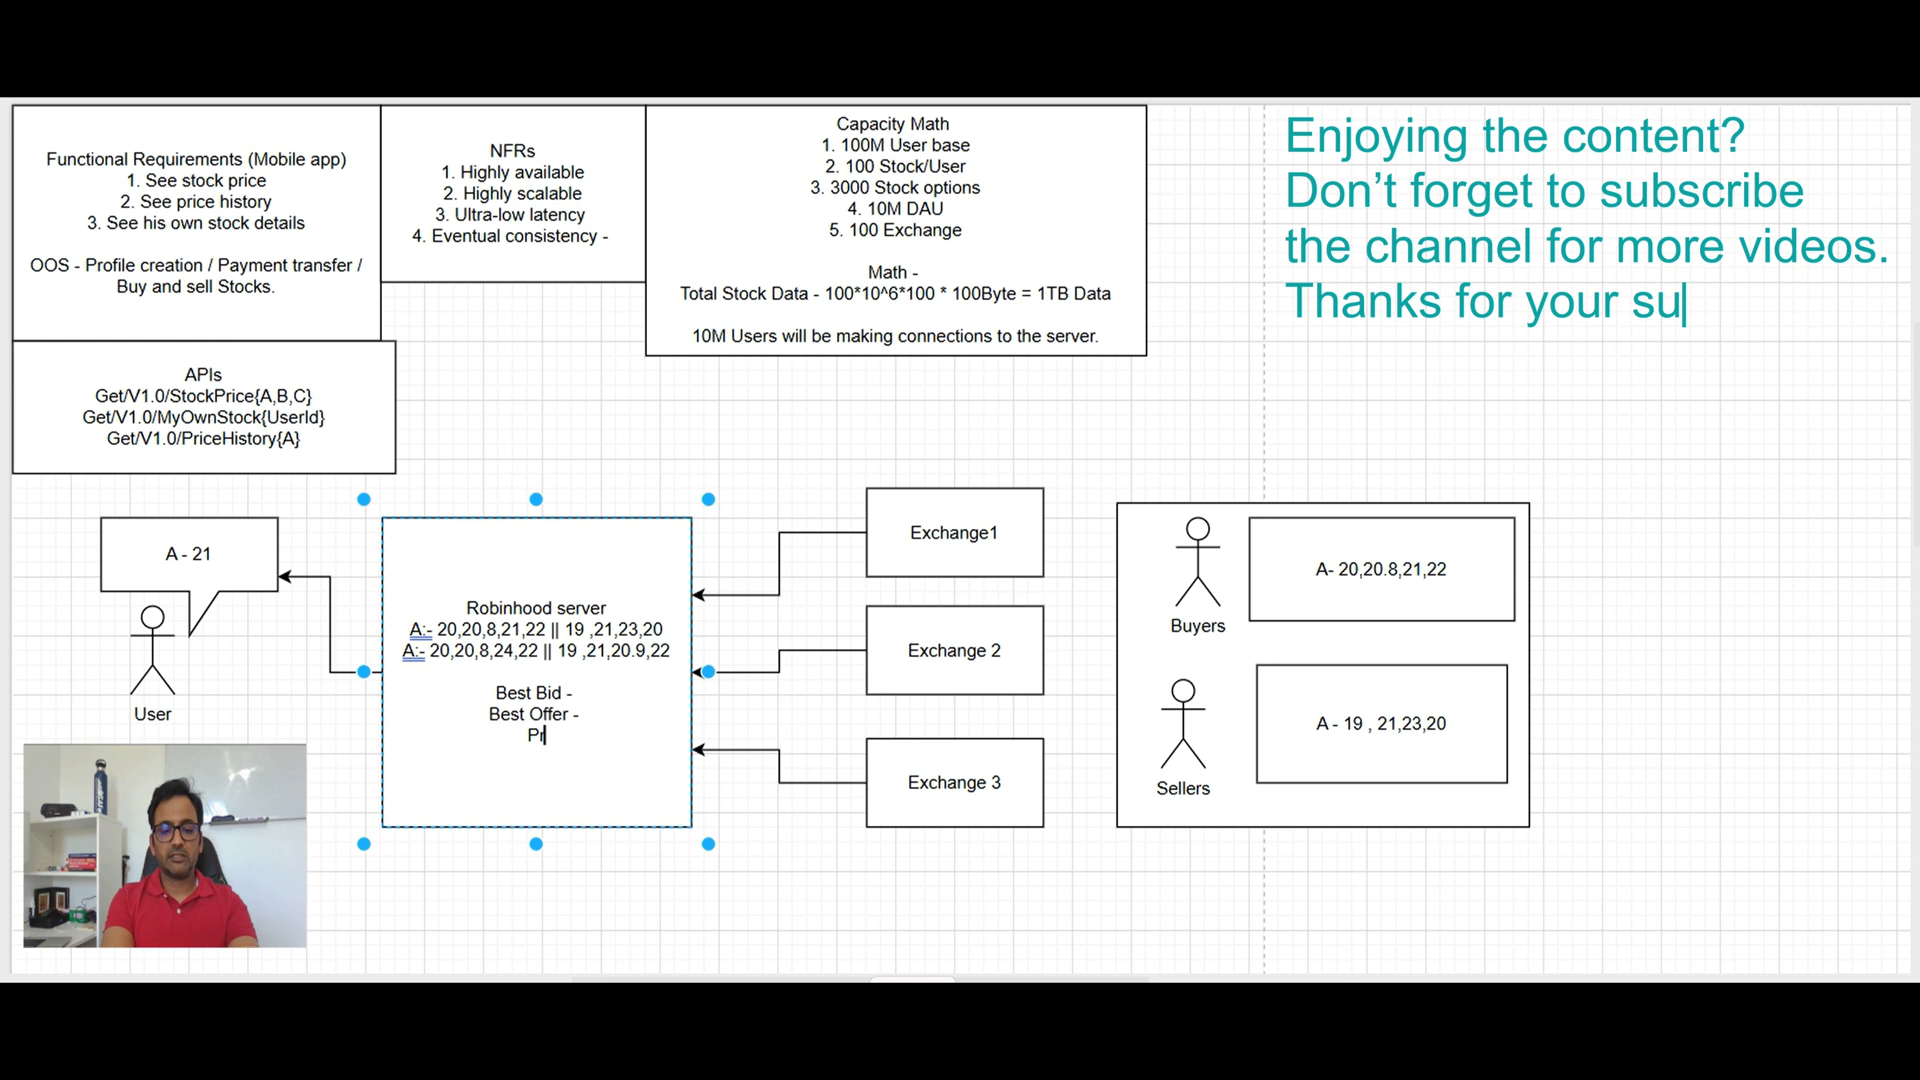 Functional Requirements (Mobile app)
1. See stock price
2. See price history
3. See his own stock details
OOS - Profile creation / Payment transfer /
Buy and sell Stocks.
NFRs
1. Highly available
2. Highly scalable
3. Ultra-low latency
4. Eventual consistency -
Capacity Math
1. 100M User base
2. 100 Stock/User
3. 3000 Stock options
4. 10M DAU
5. 100 Exchange
Math -
Total Stock Data - 100*10^6*100 * 100Byte = 1TB Data
10M Users will be making connections to the server.
Enjoying the content?
Don't forget to subscribe
the channel for more videos.
Thanks for your su
APIs
Get/V1.0/StockPrice{A,B,C}
Get/V1.0/MyOwnStock{UserId}
Get/V1.0/PriceHistory{A}
A - 21
User
Robinhood server
A:- 20,20,8,21,22 || 19 ,21,23,20
A:- 20,20,8,24,22 || 19 ,21,20.9,22
Best Bid -
Best Offer -
Pr
Exchange1
Exchange 2
Exchange 3
Buyers
A- 20,20.8,21,22
Sellers
A - 19 , 21,23,20